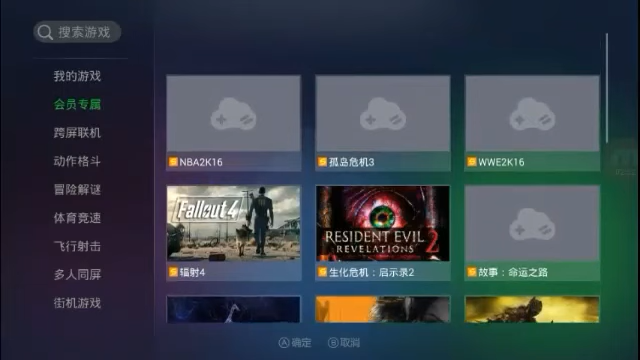 搜索游戏
我的游戏
会员专属
跨屏联机
动作格斗
冒险解谜
体育竞速
飞行射击
多人同屏
街机游戏
NBA2K16
孤岛危机3
WWE2K16
Fallout 4
RESIDENT EVIL
REVELATIONS 2
辐射4
生化危机：启示录2
故事：命运之路
A确定 B取消